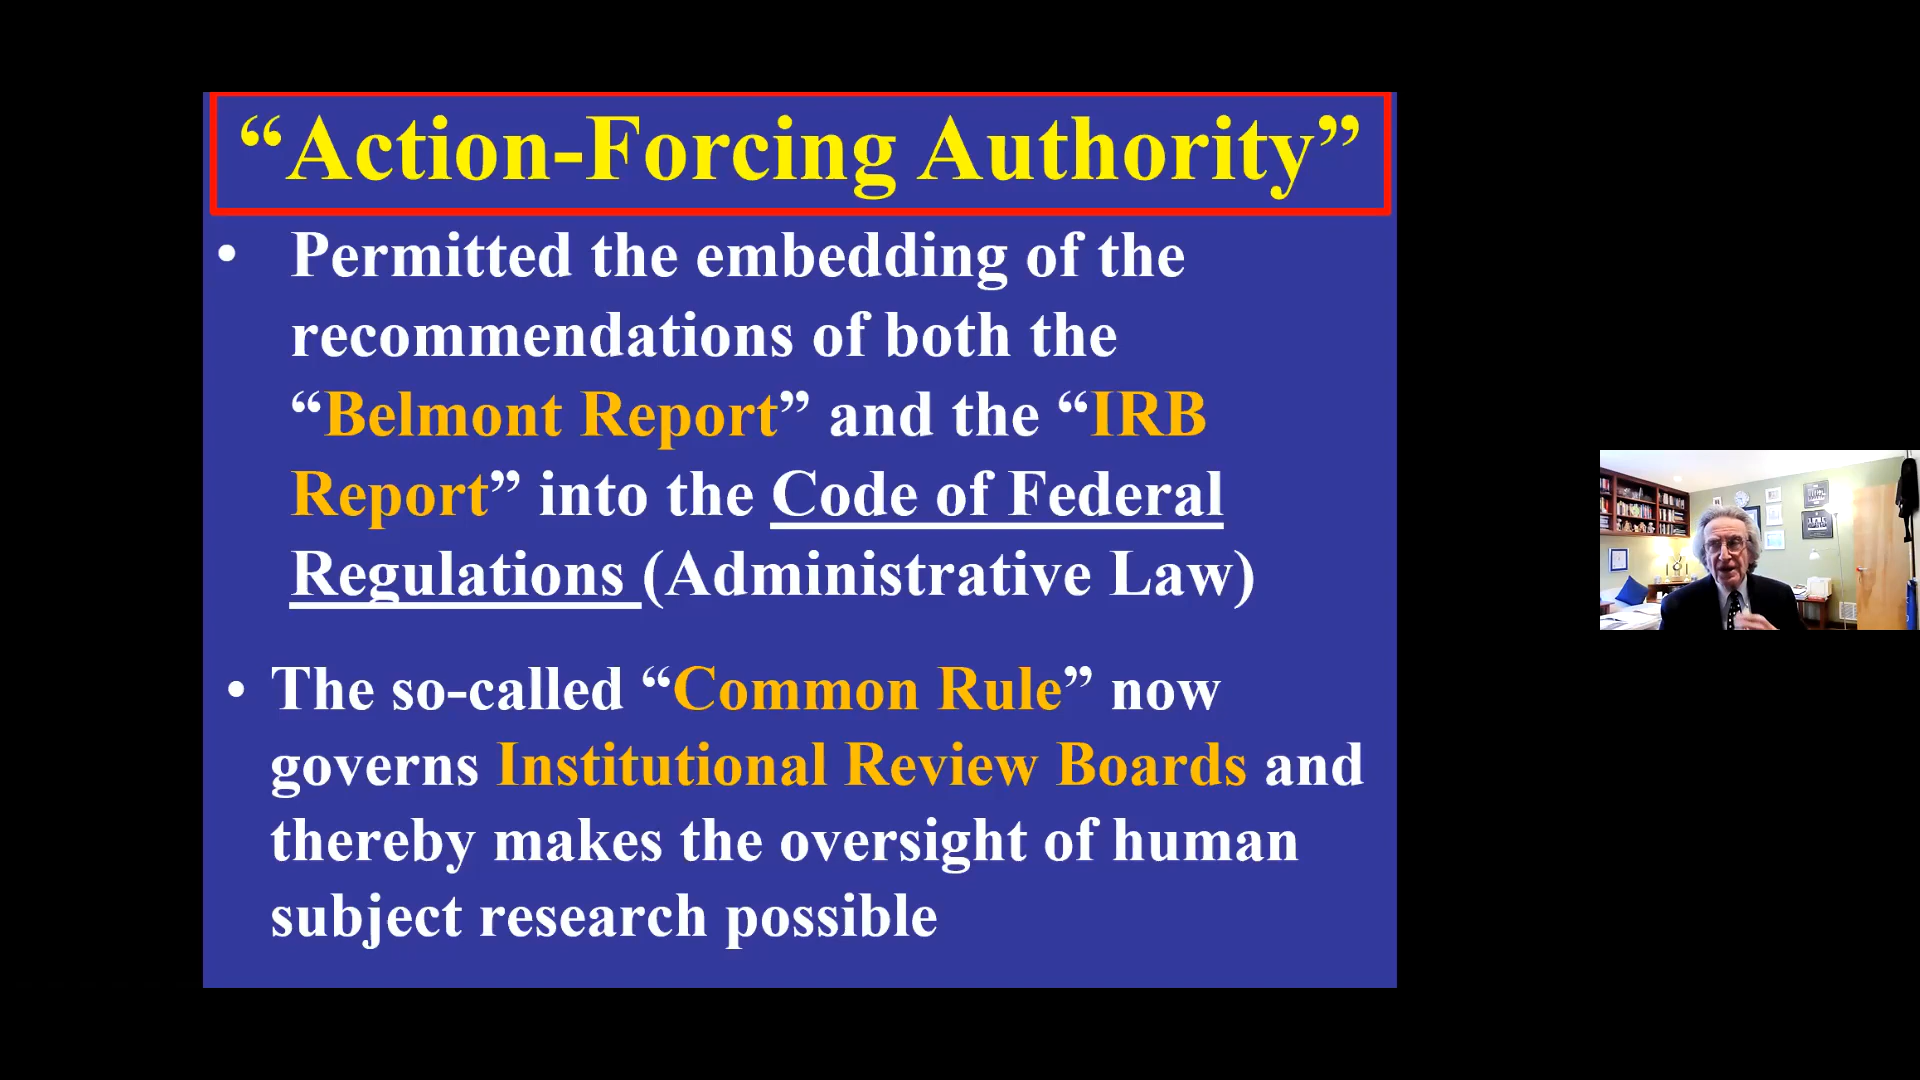 “Action-Forcing Authority”
• Permitted the embedding of the
recommendations of both the
“Belmont Report” and the “IRB
Report” into the Code of Federal
Regulations (Administrative Law)
• The so-called “Common Rule” now
governs Institutional Review Boards and
thereby makes the oversight of human
subject research possible